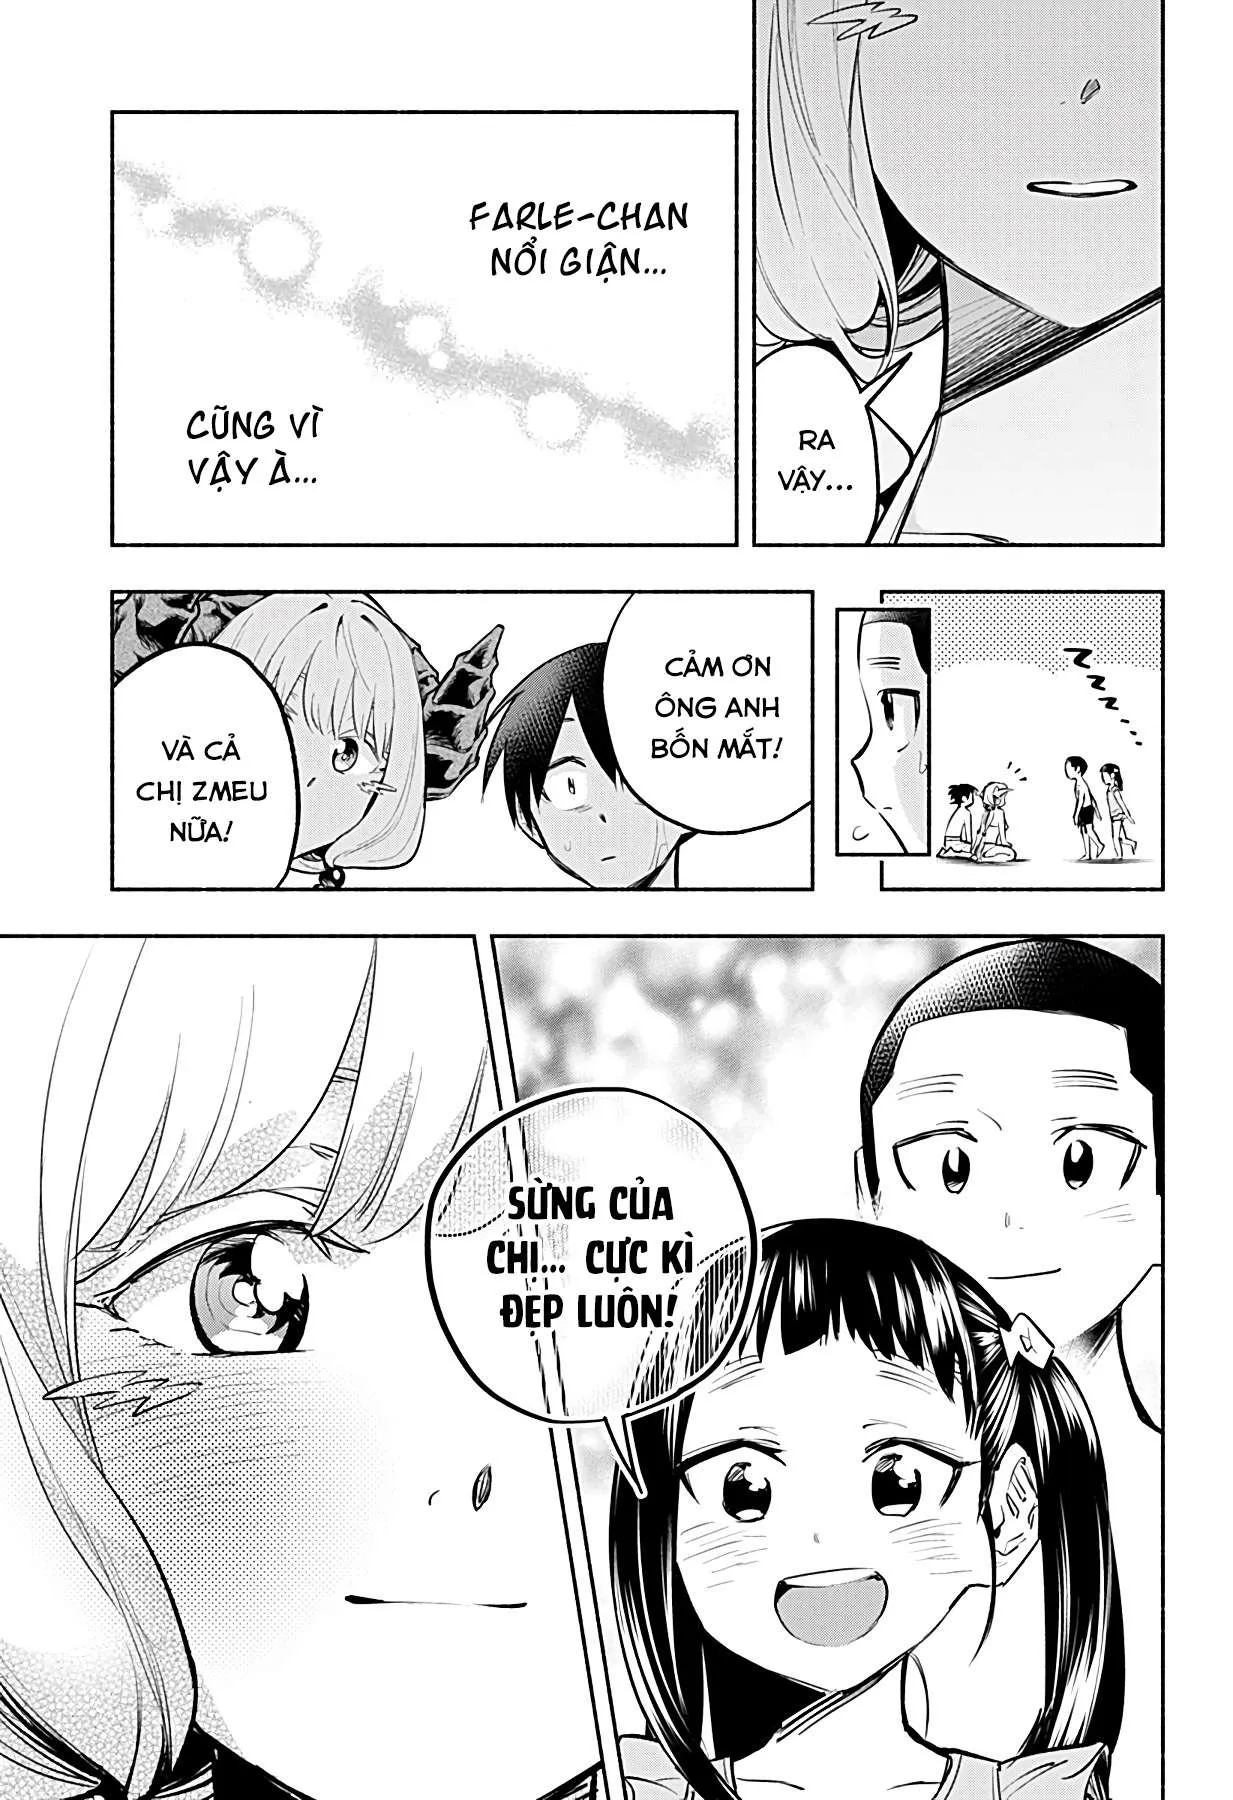 RA
VẬY...
FARLE-CHAN
NỔI GIẬN...
CŨNG VÌ
VẬY À...
CẢM ƠN
ÔNG ANH
BỐN MẮT!
VÀ CẢ
CHỊ ZMEU
NỮA!
SỪNG CỦA
CHỊ... CỰC KÌ
ĐẸP LUÔN!